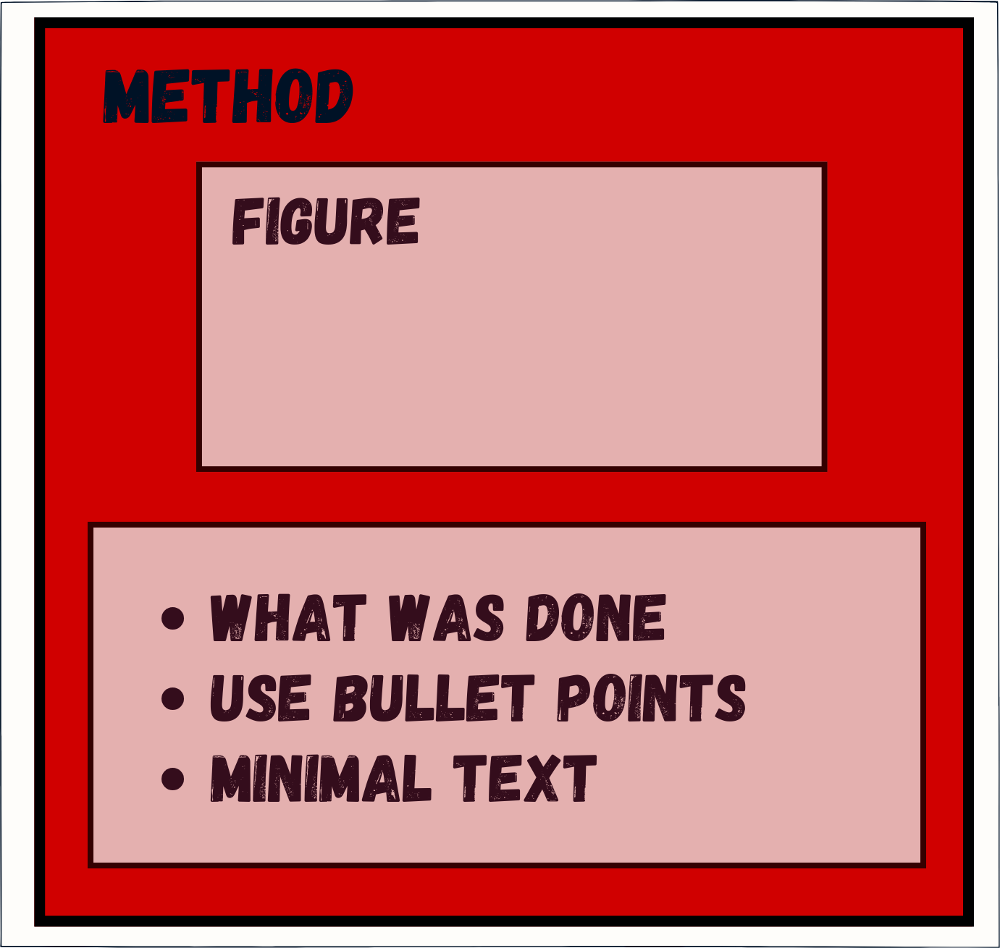 METHOD
FIGURE
• WHAT WAS DONE
• USE BULLET POINTS
• MINIMAL TEXT